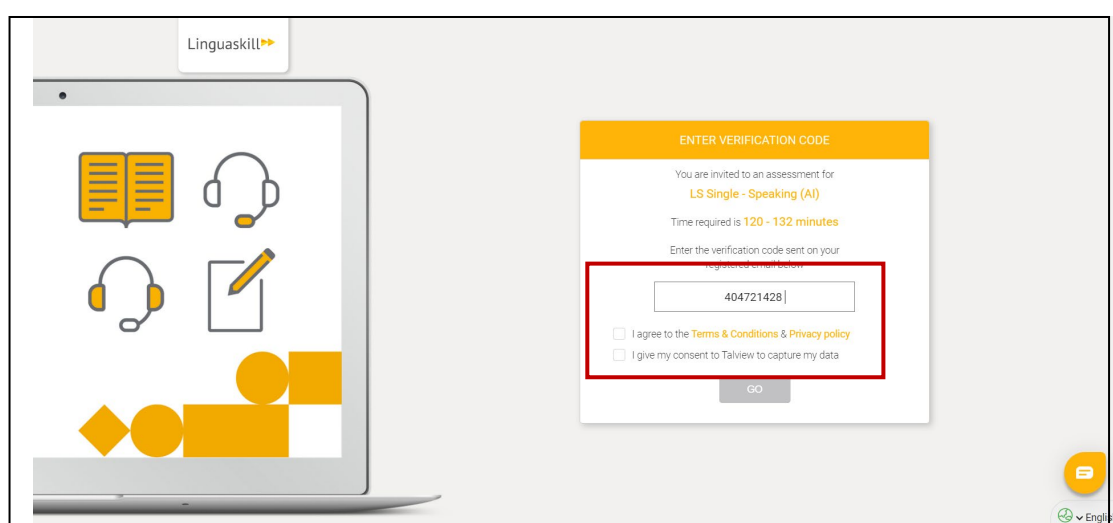 Linguaskill
ENTER VERIFICATION CODE
You are invited to an assessment for
LS Single - Speaking (AI)
Time required is 120 - 132 minutes
Enter the verification code sent on your
registered email below
404721428
I agree to the Terms & Conditions & Privacy policy
I give my consent to Talview to capture my data
GO
Englis